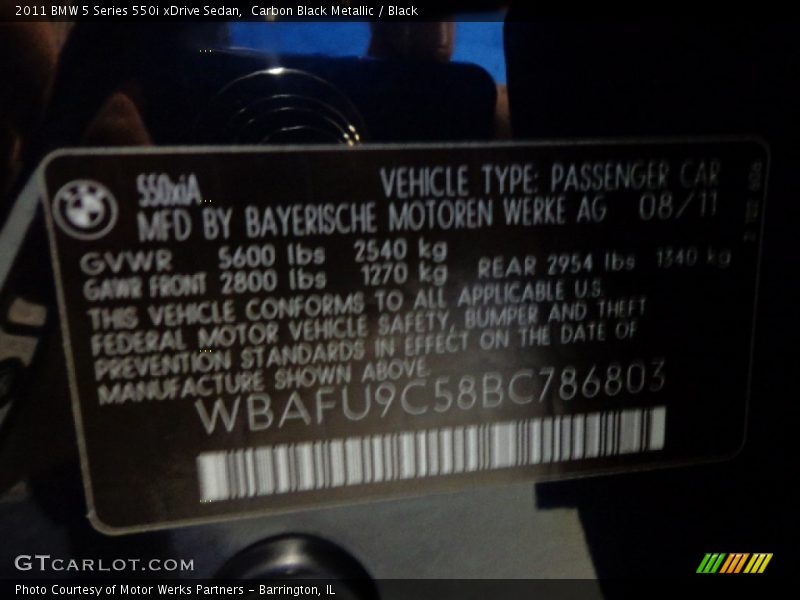 2011 BMW 5 Series 550i xDrive Sedan,  Carbon Black Metallic / Black
BMW
550xiA
VEHICLE TYPE: PASSENGER CAR
MFD BY BAYERISCHE MOTOREN WERKE AG 08/11
GVWR 5600 lbs 2540 kg
GAWR FRONT 2800 lbs 1270 kg REAR 2954 lbs 1340 kg
THIS VEHICLE CONFORMS TO ALL APPLICABLE U.S.
FEDERAL MOTOR VEHICLE SAFETY, BUMPER AND THEFT
PREVENTION STANDARDS IN EFFECT ON THE DATE OF
MANUFACTURE SHOWN ABOVE.
WBAFU9C58BC786803
GTCARLOT.COM
Photo Courtesy of Motor Werks Partners - Barrington, IL